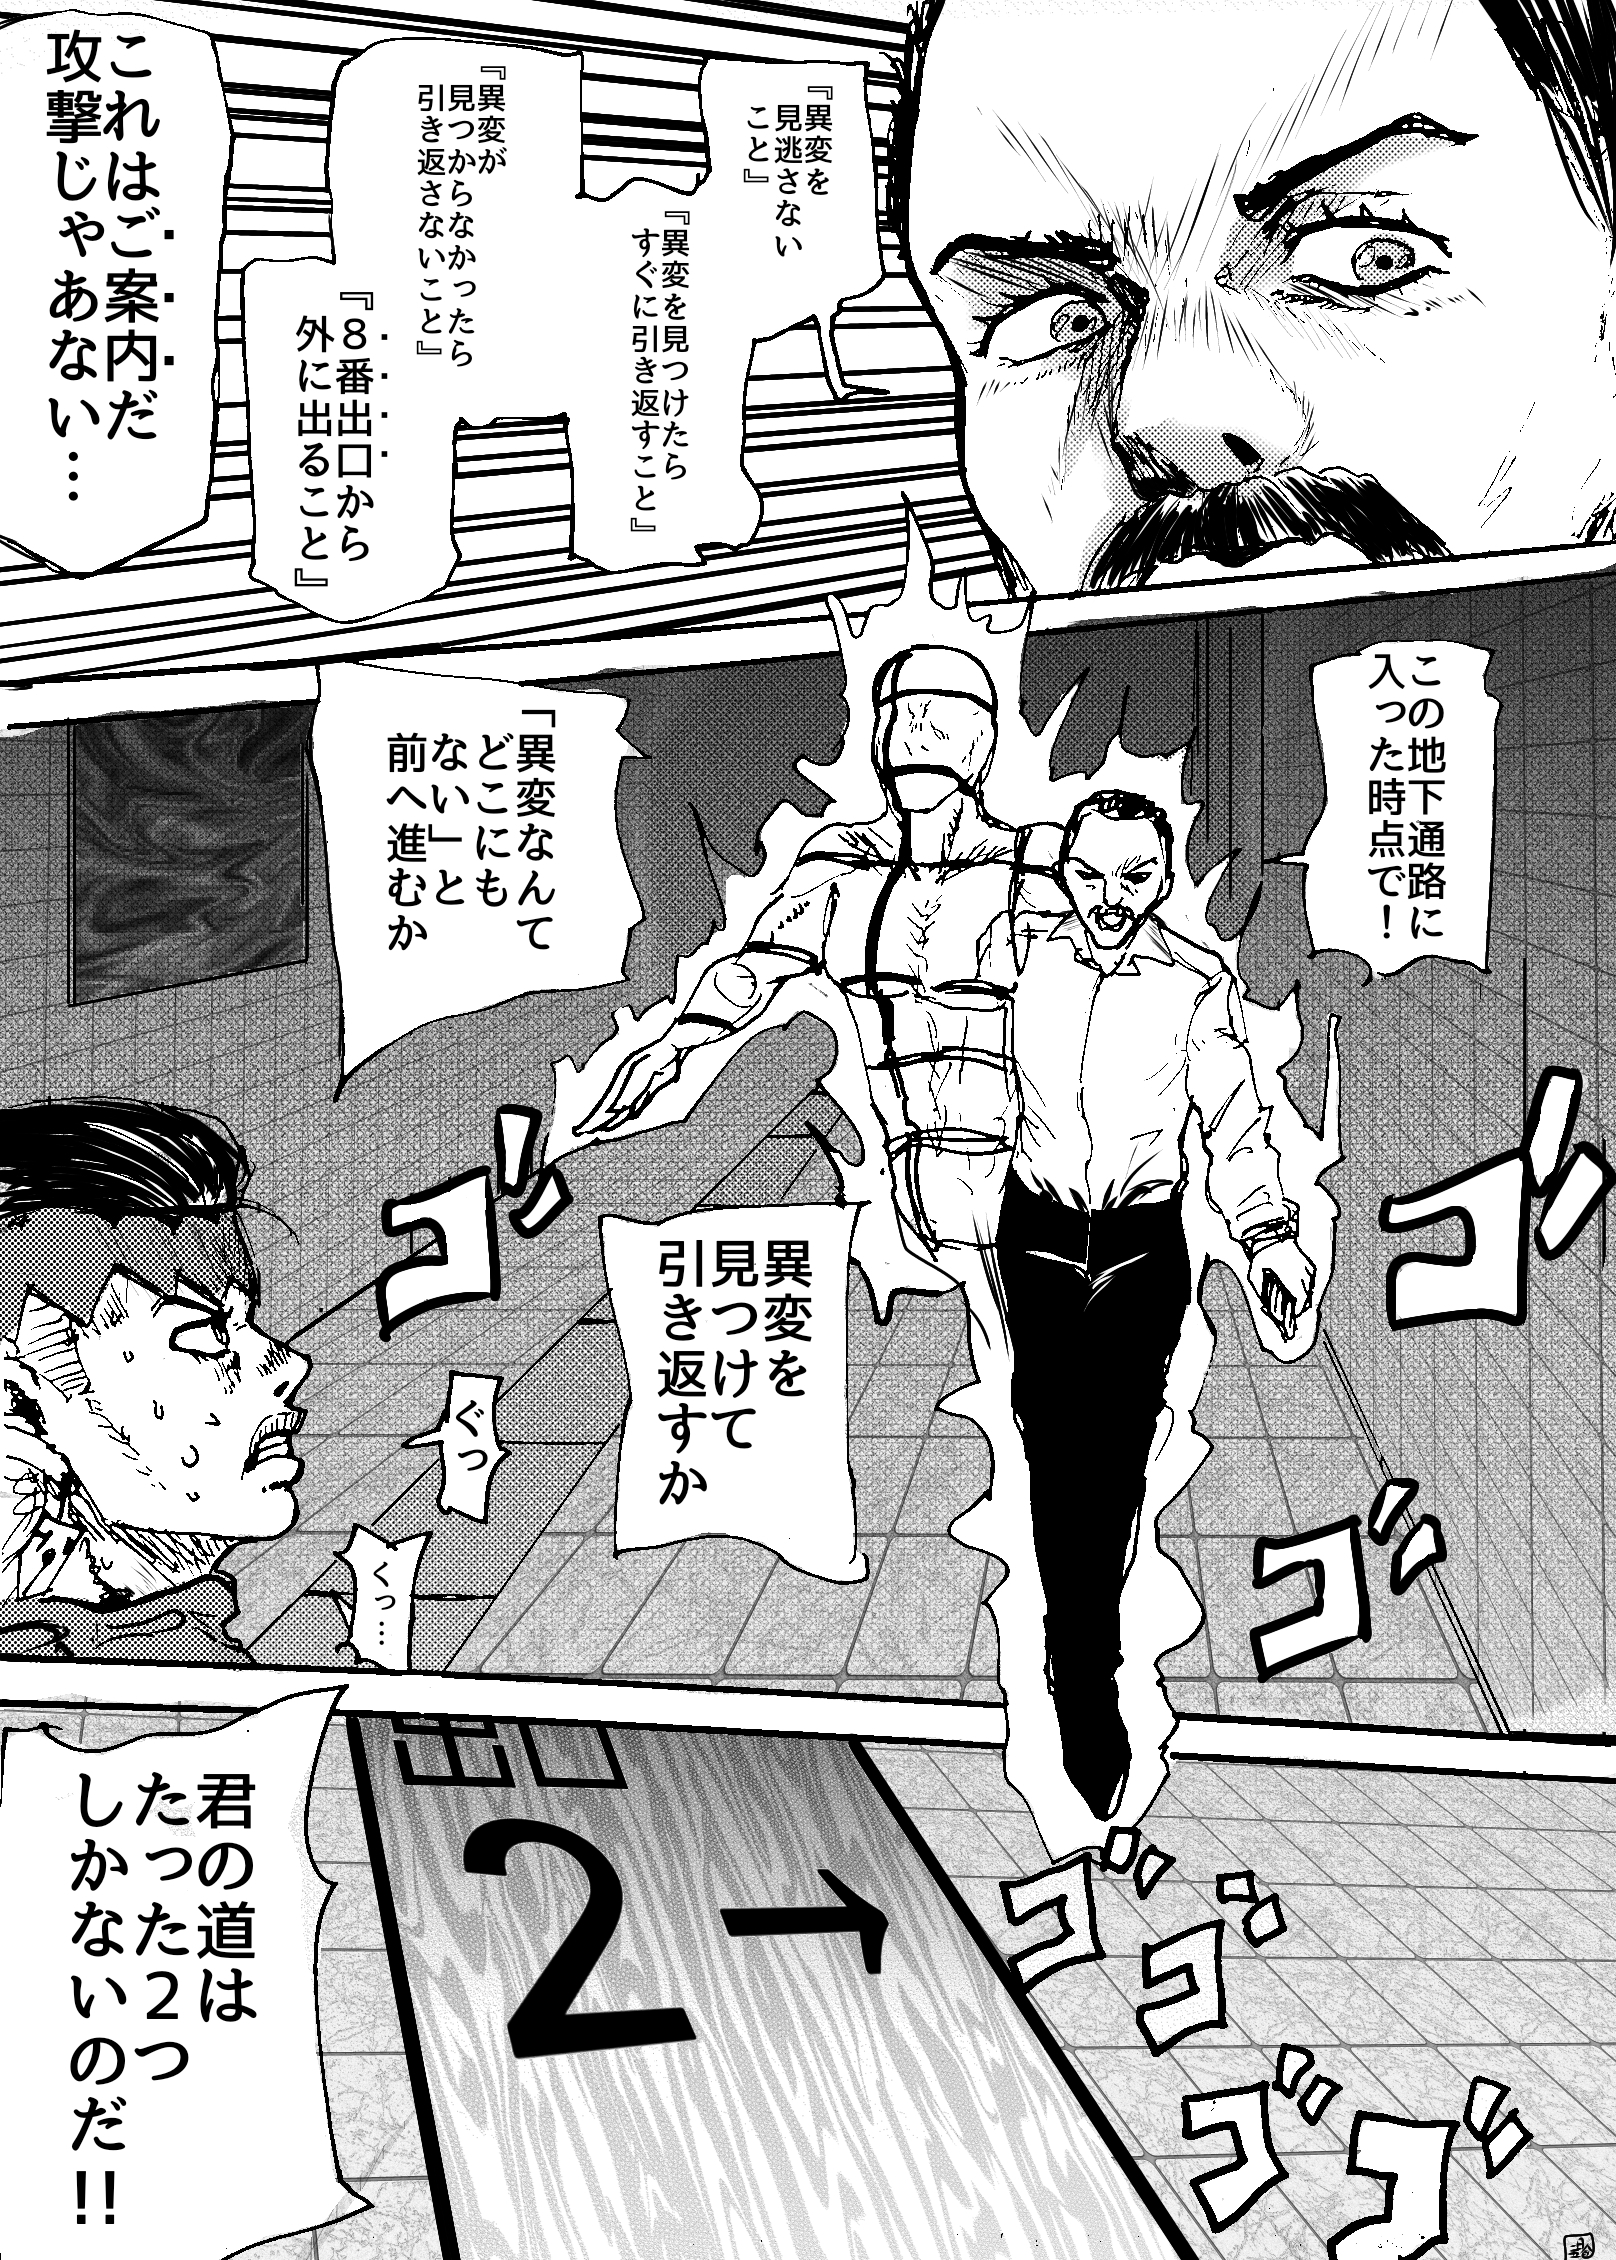 『異変を
見逃さない
こと』
『異変を見つけたら
すぐに引き返すこと』
『異変が
見つからなかったら
引き返さないこと』
『８番出口から
外に出ること』
これはご案内だ
攻撃じゃあない…
この地下通路に
入った時点で！
「異変なんて
どこにも
ない」と
前へ進むか
異変を
見つけて
引き返すか
ゴ
ゴ
ゴ
ぐっ
くっ…
出口
2→
ゴ
ゴ
ゴ
ゴ
君の道は
たった２つ
しかないのだ!!